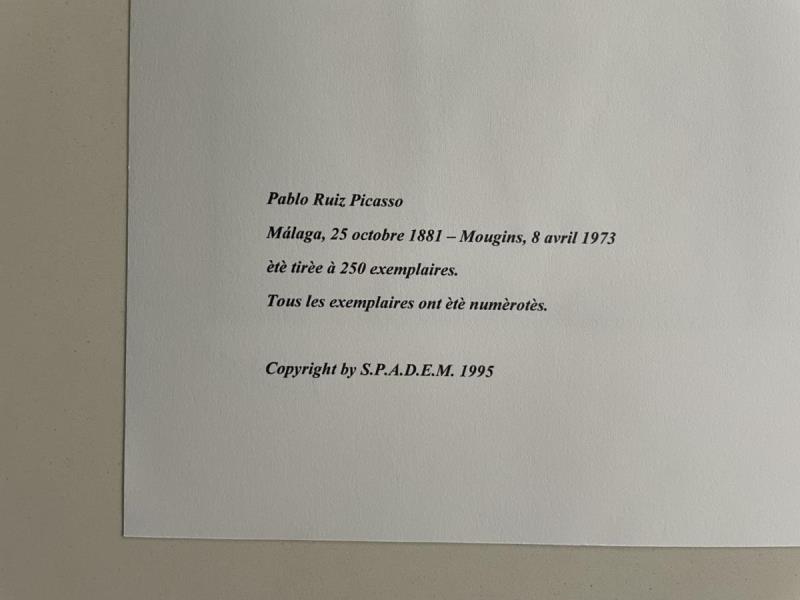 Pablo Ruiz Picasso
Málaga, 25 octobre 1881 – Mougins, 8 avril 1973
ètè tirèe à 250 exemplaires.
Tous les exemplaires ont ètè numèrotès.
Copyright by S.P.A.D.E.M. 1995